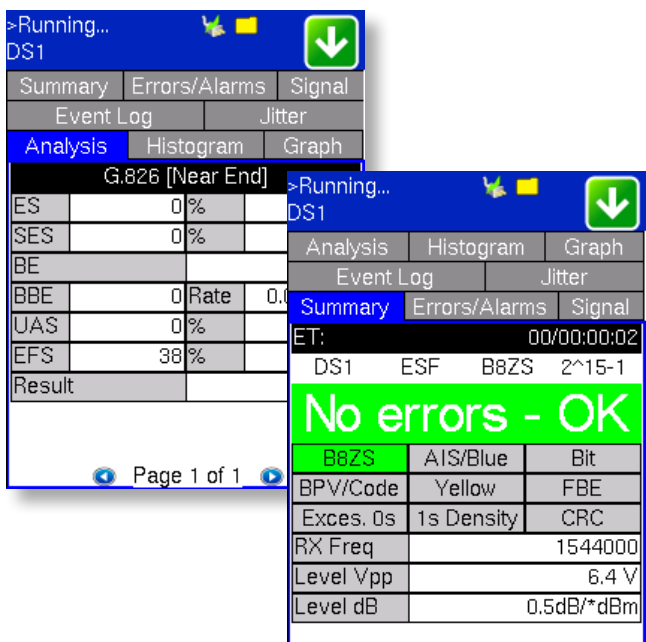 >Running...
DS1
Summary Errors/Alarms Signal
Event Log Jitter
Analysis Histogram Graph
G.826 [Near End]
ES 0 %
SES 0 %
BE
BBE 0 Rate
UAS 0 %
EFS 38 %
Result
Page 1 of 1
>Running...
DS1
Analysis Histogram Graph
Event Log Jitter
Summary Errors/Alarms Signal
ET: 00/00:00:02
DS1 ESF B8ZS 2^15-1
No errors - OK
B8ZS AIS/Blue Bit
BPV/Code Yellow FBE
Exces. 0s 1s Density CRC
RX Freq 1544000
Level Vpp 6.4 V
Level dB 0.5dB/*dBm